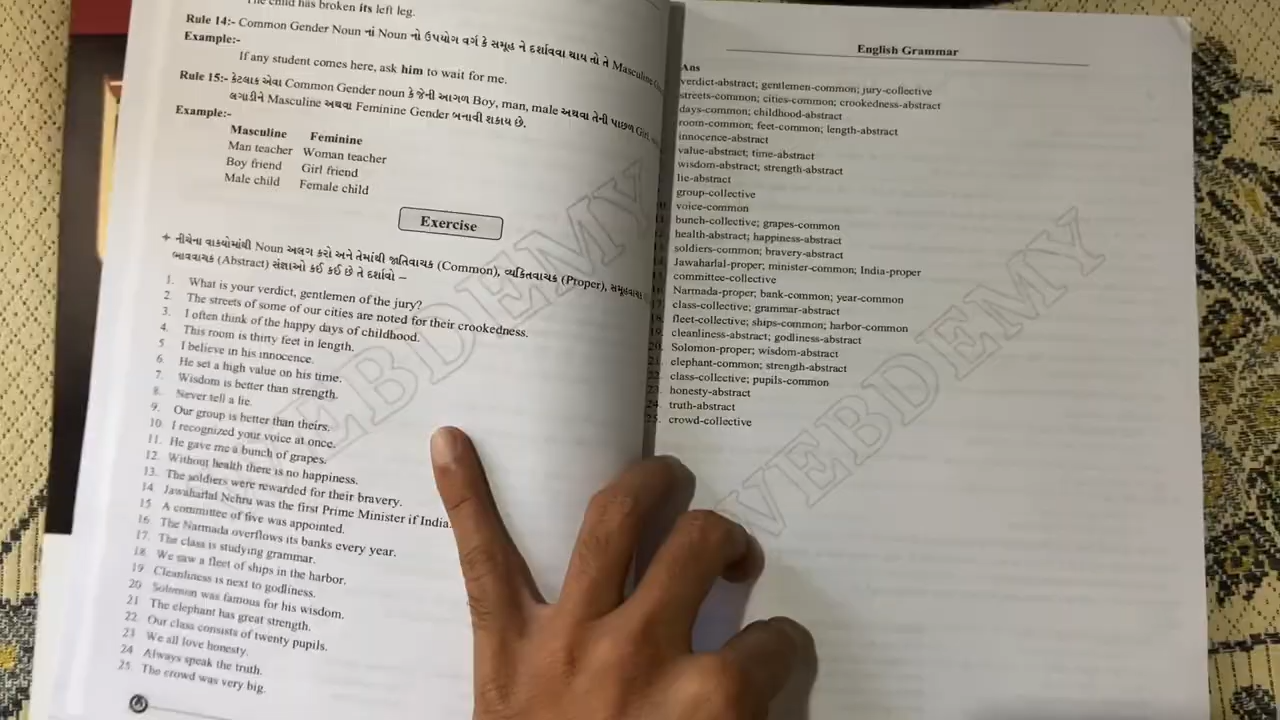 The child has broken its left leg.
Rule 14:- Common Gender Noun નાં Noun નો ઉપયોગ વર્ગ કે સમૂહ ને દર્શાવવા થાય તો તે Masculine
Example:-
If any student comes here, ask him to wait for me.
Rule 15:- કેટલાક એવા Common Gender noun કે જેની આગળ Boy, man, male અથવા તેની પાછળ Girl,
લગાડીને Masculine અથવા Feminine Gender બનાવી શકાય છે.
Example:-
Masculine Feminine
Man teacher Woman teacher
Boy friend Girl friend
Male child Female child
Exercise
+ નીચેના વાક્યોમાંથી Noun અલગ કરો અને તેમાંથી જાતિવાચક (Common), વ્યકિતવાચક (Proper), સમૂહવાચક
ભાવવાચક (Abstract) સંજ્ઞાઓ કઈ કઈ છે તે દર્શાવો –
1. What is your verdict, gentlemen of the jury?
2. The streets of some of our cities are noted for their crookedness.
3. I often think of the happy days of childhood.
4. This room is thirty feet in length.
5. I believe in his innocence.
6. He set a high value on his time.
7. Wisdom is better than strength.
8. Never tell a lie.
9. Our group is better than theirs.
10. I recognized your voice at once.
11. He gave me a bunch of grapes.
12. Without health there is no happiness.
13. The soldiers were rewarded for their bravery.
14 Jawaharlal Nehru was the first Prime Minister if India.
15 A committee of five was appointed.
16 The Narmada overflows its banks every year.
17. The class is studying grammar.
18. We saw a fleet of ships in the harbor.
19 Cleanliness is next to godliness.
20 Solomon was famous for his wisdom.
21 The elephant has great strength.
22 Our class consists of twenty pupils.
23 We all love honesty.
24 Always speak the truth.
25. The crowd was very big.
English Grammar
Ans
verdict-abstract; gentlemen-common; jury-collective
streets-common; cities-common; crookedness-abstract
days-common; childhood-abstract
room-common; feet-common; length-abstract
innocence-abstract
value-abstract; time-abstract
wisdom-abstract; strength-abstract
lie-abstract
group-collective
voice-common
bunch-collective; grapes-common
health-abstract; happiness-abstract
soldiers-common; bravery-abstract
Jawaharlal-proper; minister-common; India-proper
committee-collective
Narmada-proper; bank-common; year-common
class-collective; grammar-abstract
fleet-collective; ships-common; harbor-common
cleanliness-abstract; godliness-abstract
20. Solomon-proper; wisdom-abstract
21. elephant-common; strength-abstract
22. class-collective; pupils-common
23. honesty-abstract
24. truth-abstract
25. crowd-collective
WEBDEMY